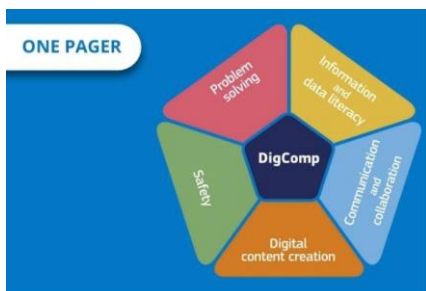 ONE PAGER
Problem
solving
Information
and
data literacy
DigComp
Safety
Communication
and
collaboration
Digital
content creation